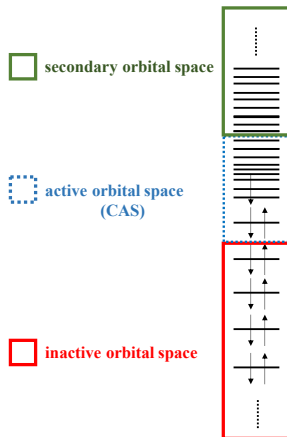 secondary orbital space
active orbital space
(CAS)
inactive orbital space